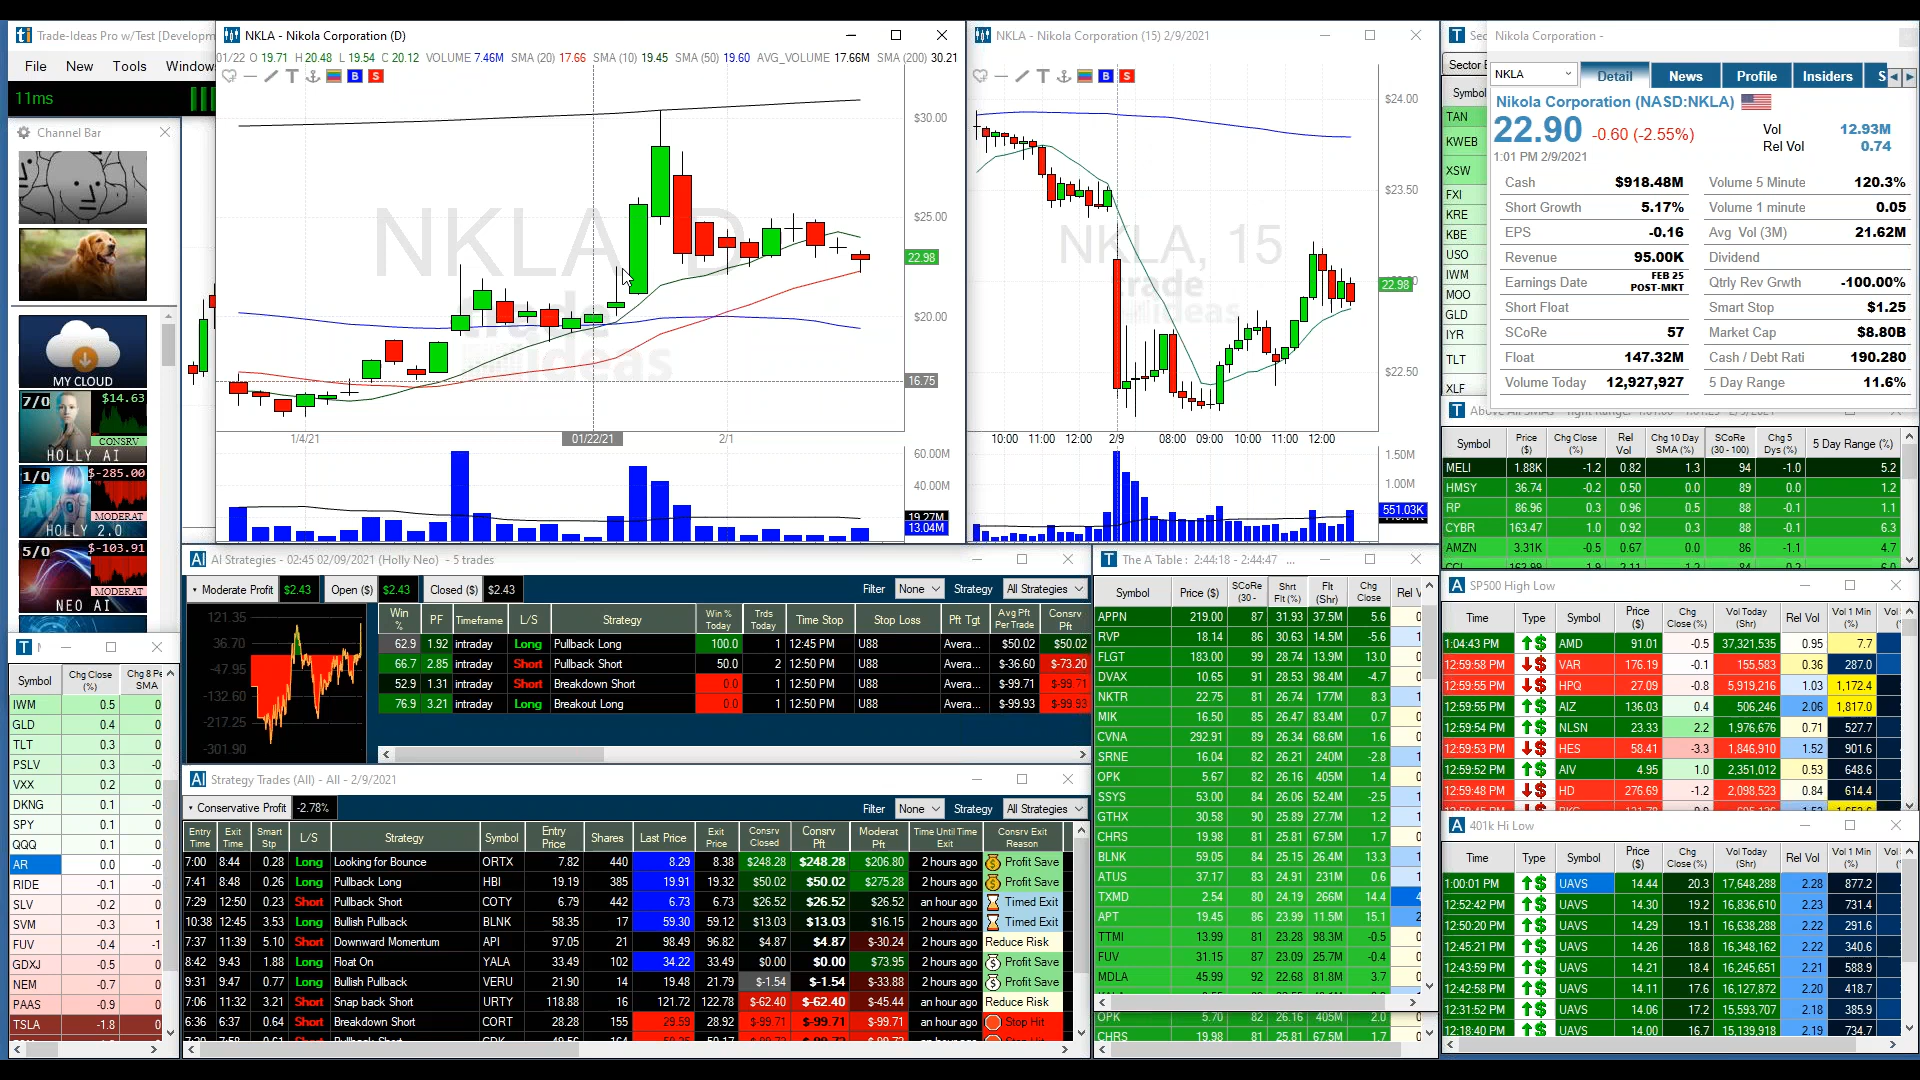 Trade-Ideas Pro w/Test [Developm
File New Tools Window
11ms
Channel Bar
MY CLOUD
7/0 $14.63
CONSRV
HOLLY AI
1/0 $-285.00
MODERAT
HOLLY 2.0
5/0 $-103.91
MODERAT
NEO AI
NKLA - Nikola Corporation (D)
01/22 O 19.71 H 20.48 L 19.54 C 20.12 VOLUME 7.46M SMA (20) 17.66 SMA (10) 19.45 SMA (50) 19.60 AVG_VOLUME 17.66M SMA (200) 30.21
B S
NKLA, D
trade ideas
$30.00
$25.00
22.98
$20.00
16.75
1/4/21 01/22/21 2/1
60.00M
40.00M
19.27M
13.04M
NKLA - Nikola Corporation (15) 2/9/2021
B S
NKLA, 15
trade ideas
$24.00
$23.50
22.98
$22.50
10:00 11:00 12:00 2/9 08:00 09:00 10:00 11:00 12:00
1.50M
1.00M
551.03K
Nikola Corporation -
NKLA Detail News Profile Insiders S
Nikola Corporation (NASD:NKLA)
22.90 -0.60 (-2.55%)
Vol 12.93M
Rel Vol 0.74
1:01 PM 2/9/2021
Cash $918.48M Volume 5 Minute 120.3%
Short Growth 5.17% Volume 1 minute 0.05
EPS -0.16 Avg Vol (3M) 21.62M
Revenue 95.00K Dividend
Earnings Date FEB 25 POST-MKT Qtrly Rev Grwth -100.00%
Short Float Smart Stop $1.25
SCoRe 57 Market Cap $8.80B
Float 147.32M Cash / Debt Rati 190.280
Volume Today 12,927,927 5 Day Range 11.6%
Sector
Symbol
TAN
KWEB
XSW
FXI
KRE
KBE
USO
IWM
MOO
GLD
IYR
TLT
XLF
Symbol Price ($) Chg Close (%) Rel Vol Chg 10 Day SMA (%) SCoRe (30 - 100) Chg 5 Dys (%) 5 Day Range (%)
MELI 1.88K -1.2 0.82 1.3 94 -1.0 5.2
HMSY 36.74 -0.2 0.50 0.0 89 0.0 1.2
RP 86.96 0.3 0.96 0.5 88 -0.1 1.1
CYBR 163.47 1.0 0.92 0.3 88 -0.1 6.3
AMZN 3.31K -0.5 0.67 0.0 86 -1.1 4.7
AI Strategies - 02:45 02/09/2021 (Holly Neo) - 5 trades
Moderate Profit $2.43 Open ($) $2.43 Closed ($) $2.43 Filter None Strategy All Strategies
121.35
36.70
-47.95
-132.60
-217.25
-301.90
Win % PF Timeframe L/S Strategy Win % Today Trds Today Time Stop Stop Loss Pft Tgt Avg Pft Per Trade Consrv Pft
62.9 1.92 intraday Long Pullback Long 100.0 1 12:45 PM U88 Avera... $50.02 $50.02
66.7 2.85 intraday Short Pullback Short 50.0 2 12:50 PM U88 Avera... $-36.60 $-73.20
52.9 1.31 intraday Short Breakdown Short 0.0 1 12:50 PM U88 Avera... $-99.71 $-99.71
76.9 3.21 intraday Long Breakout Long 0.0 1 12:50 PM U88 Avera... $-99.93 $-99.93
Strategy Trades (All) - All - 2/9/2021
Conservative Profit -2.78% Filter None Strategy All Strategies
Entry Time Exit Time Smart Stp L/S Strategy Symbol Entry Price Shares Last Price Exit Price Consrv Closed Consrv Pft Moderat Pft Time Until Time Exit Consrv Exit Reason
7:00 8:44 0.28 Long Looking for Bounce ORTX 7.82 440 8.29 8.38 $248.28 $248.28 $206.80 2 hours ago Profit Save
7:41 8:48 0.26 Long Pullback Long HBI 19.19 385 19.91 19.32 $50.02 $50.02 $275.28 2 hours ago Profit Save
7:29 12:50 0.23 Short Pullback Short COTY 6.79 442 6.73 6.73 $26.52 $26.52 $26.52 an hour ago Timed Exit
10:38 12:45 3.53 Long Bullish Pullback BLNK 58.35 17 59.30 59.12 $13.03 $13.03 $16.15 2 hours ago Timed Exit
7:37 11:39 5.10 Short Downward Momentum API 97.05 21 98.49 96.82 $4.87 $4.87 $-30.24 2 hours ago Reduce Risk
8:42 9:43 1.88 Long Float On YALA 33.49 102 34.22 33.49 $0.00 $0.00 $73.95 2 hours ago Profit Save
9:31 9:47 0.77 Long Bullish Pullback VERU 21.90 14 19.48 21.79 $-1.54 $-1.54 $-33.88 2 hours ago Profit Save
7:06 11:32 3.21 Short Snap back Short URTY 118.88 16 121.72 122.78 $-62.40 $-62.40 $-45.44 an hour ago Reduce Risk
6:36 6:37 0.64 Short Breakdown Short CORT 28.28 155 29.59 28.92 $-99.71 $-99.71 $-99.71 an hour ago Stop Hit
Symbol Chg Close (%) Chg 8 Pe SMA
IWM 0.5 0
GLD 0.4 0
TLT 0.3 0
PSLV 0.3 -0
VXX 0.2 0
DKNG 0.1 -0
SPY 0.1 0
QQQ 0.1 0
AR 0.0 -0
RIDE -0.1 -0
SLV -0.2 0
SVM -0.3 1
FUV -0.4 -1
GDXJ -0.5 0
NEM -0.7 0
PAAS -0.9 0
TSLA -1.8 0
The A Table : 2:44:18 - 2:44:47 ...
Symbol Price ($) SCoRe (30 - Shrt Flt (%) Flt (Shr) Chg Close Rel V
APPN 219.00 87 31.93 37.5M 5.6 0
RVP 18.14 86 30.63 14.5M -5.6 1
FLGT 183.00 99 28.74 13.9M 13.0 0
DVAX 10.65 91 28.53 98.4M -4.7 0
NKTR 22.75 81 26.74 177M 8.3 1
MIK 16.50 85 26.47 83.4M 0.7 0
CVNA 292.91 89 26.34 68.6M 1.6 0
SRNE 16.04 82 26.21 240M -2.8 1
OPK 5.67 82 26.16 405M 1.4 0
SSYS 53.00 84 26.06 52.4M -2.5 1
GTHX 30.58 90 25.89 27.7M 1.2 1
CHRS 19.98 81 25.81 67.5M 1.7 0
BLNK 59.05 84 25.15 26.4M 13.3 0
ATUS 37.17 83 24.91 231M 0.6 1
TXMD 2.54 80 24.19 266M 14.4 4
APT 19.45 86 23.99 11.5M 15.1 2
TTMI 13.99 81 23.28 98.3M -0.5 0
FUV 31.15 87 23.09 25.7M -0.4 0
MDLA 45.99 92 22.68 81.8M 3.7 0
OPK 5.70 82 26.16 405M 2.0 0
CHRS 19.98 81 25.81 67.5M 1.7 0
SP500 High Low
Time Type Symbol Price ($) Chg Close (%) Vol Today (Shr) Rel Vol Vol 1 Min (%) Vol
1:04:43 PM AMD 91.01 -0.5 37,321,535 0.95 7.7
12:59:58 PM VAR 176.19 -0.1 155,583 0.36 287.0
12:59:55 PM HPQ 27.09 -0.8 5,919,216 1.03 1,172.4
12:59:55 PM AIZ 136.03 0.4 506,246 2.06 1,817.0
12:59:54 PM NLSN 23.33 2.2 1,976,676 0.71 527.7
12:59:53 PM HES 58.41 -3.3 1,846,910 1.52 901.6
12:59:52 PM AIV 4.95 1.0 2,351,012 0.53 648.6
12:59:48 PM HD 276.69 -1.2 2,098,523 0.84 614.4
401k Hi Low
Time Type Symbol Price ($) Chg Close (%) Vol Today (Shr) Rel Vol Vol 1 Min (%) Vol
1:00:01 PM UAVS 14.44 20.3 17,648,288 2.28 877.2
12:52:42 PM UAVS 14.30 19.2 16,836,610 2.23 731.4
12:50:20 PM UAVS 14.29 19.1 16,638,288 2.22 291.6
12:45:21 PM UAVS 14.26 18.8 16,348,162 2.22 340.6
12:43:59 PM UAVS 14.21 18.4 16,245,651 2.21 588.9
12:42:58 PM UAVS 14.11 17.6 16,127,872 2.20 418.7
12:31:52 PM UAVS 14.06 17.2 15,593,707 2.18 385.9
12:18:40 PM UAVS 14.00 16.7 15,139,918 2.19 734.7